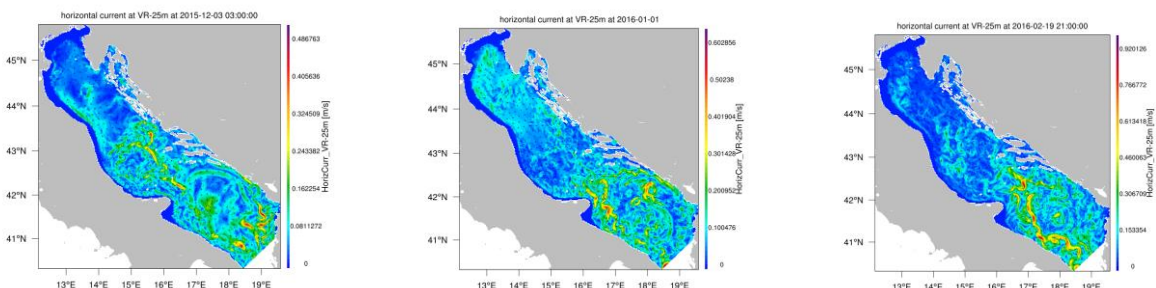 horizontal current at VR-25m at 2015-12-03 03:00:00
45°N
44°N
43°N
42°N
41°N
13°E 14°E 15°E 16°E 17°E 18°E 19°E
0.486763
0.405636
0.324509
0.243382
0.162254
0.0811272
0
HorizCurr_VR-25m [m/s]
horizontal current at VR-25m at 2016-01-01
45°N
44°N
43°N
42°N
41°N
13°E 14°E 15°E 16°E 17°E 18°E 19°E
0.602856
0.50238
0.401904
0.301428
0.200952
0.100476
0
HorizCurr_VR-25m [m/s]
horizontal current at VR-25m at 2016-02-19 21:00:00
45°N
44°N
43°N
42°N
41°N
13°E 14°E 15°E 16°E 17°E 18°E 19°E
0.920126
0.766772
0.613418
0.460063
0.306709
0.153354
0
HorizCurr_VR-25m [m/s]